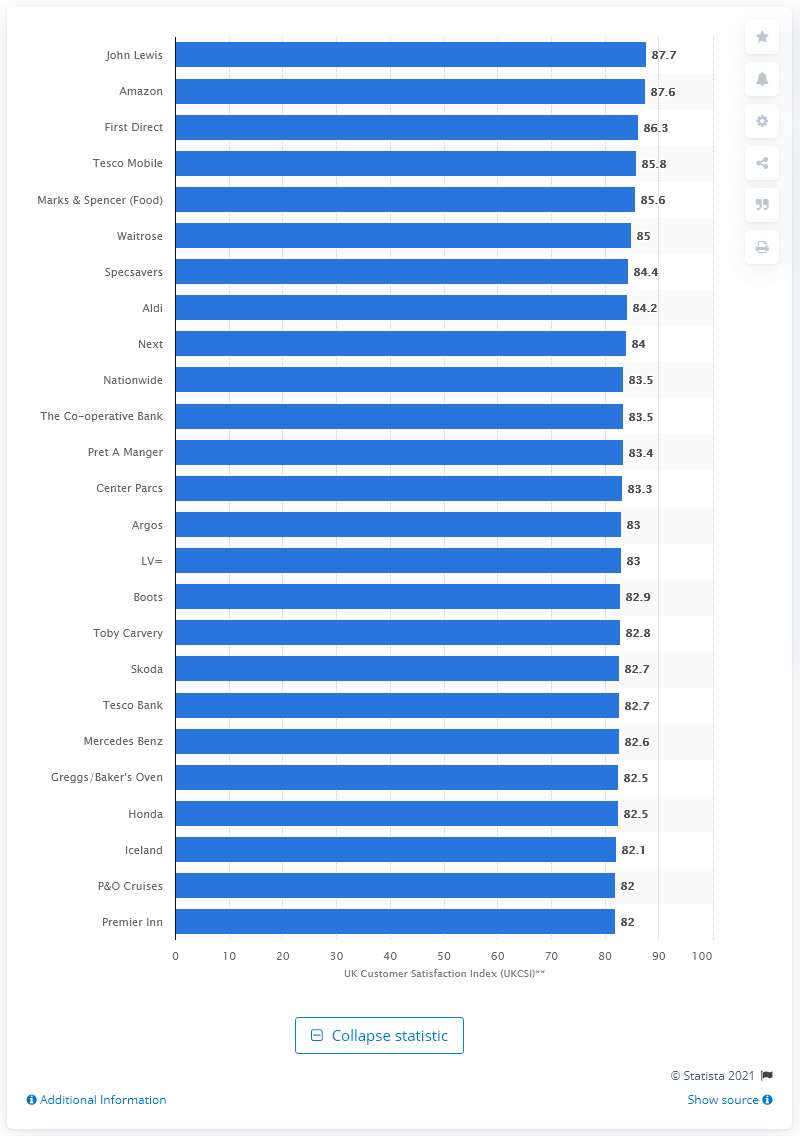 John Lewis 87.7
Amazon 87.6
First Direct 86.3
Tesco Mobile 85.8
Marks & Spencer (Food) 85.6
Waitrose 85
Specsavers 84.4
Aldi 84.2
Next 84
Nationwide 83.5
The Co-operative Bank 83.5
Pret A Manger 83.4
Center Parcs 83.3
Argos 83
LV= 83
Boots 82.9
Toby Carvery 82.8
Skoda 82.7
Tesco Bank 82.7
Mercedes Benz 82.6
Greggs/Baker's Oven 82.5
Honda 82.5
Iceland 82.1
P&O Cruises 82
Premier Inn 82
0 10 20 30 40 50 60 70 80 90 100
UK Customer Satisfaction Index (UKCSI)**
Collapse statistic
© Statista 2021
Additional Information
Show source